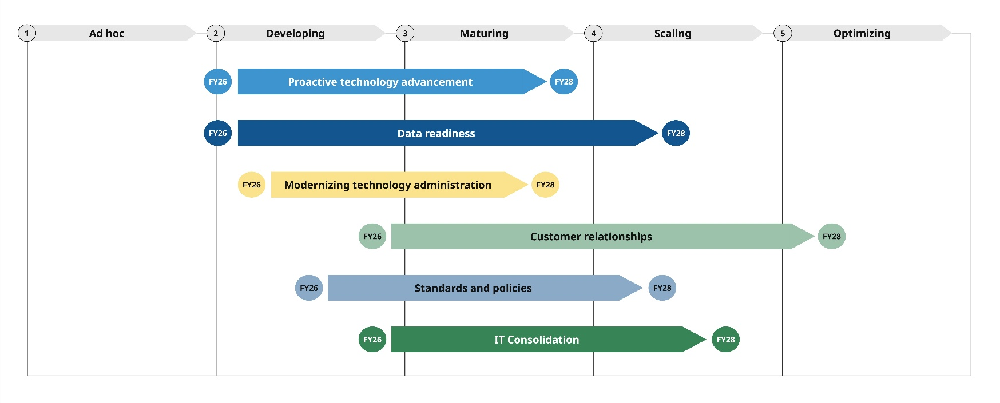 1 Ad hoc 2 Developing 3 Maturing 4 Scaling 5 Optimizing
FY26 Proactive technology advancement FY28
FY26 Data readiness FY28
FY26 Modernizing technology administration FY28
FY26 Customer relationships FY28
FY26 Standards and policies FY28
FY26 IT Consolidation FY28